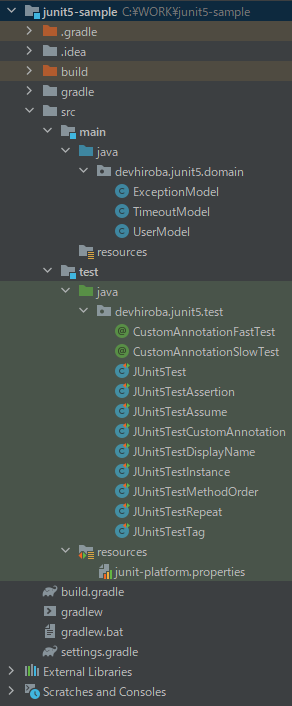 junit5-sample C:¥WORK¥junit5-sample
.gradle
.idea
build
gradle
src
main
java
devhiroba.junit5.domain
ExceptionModel
TimeoutModel
UserModel
resources
test
java
devhiroba.junit5.test
CustomAnnotationFastTest
CustomAnnotationSlowTest
JUnit5Test
JUnit5TestAssertion
JUnit5TestAssume
JUnit5TestCustomAnnotation
JUnit5TestDisplayName
JUnit5TestInstance
JUnit5TestMethodOrder
JUnit5TestRepeat
JUnit5TestTag
resources
junit-platform.properties
build.gradle
gradlew
gradlew.bat
settings.gradle
External Libraries
Scratches and Consoles